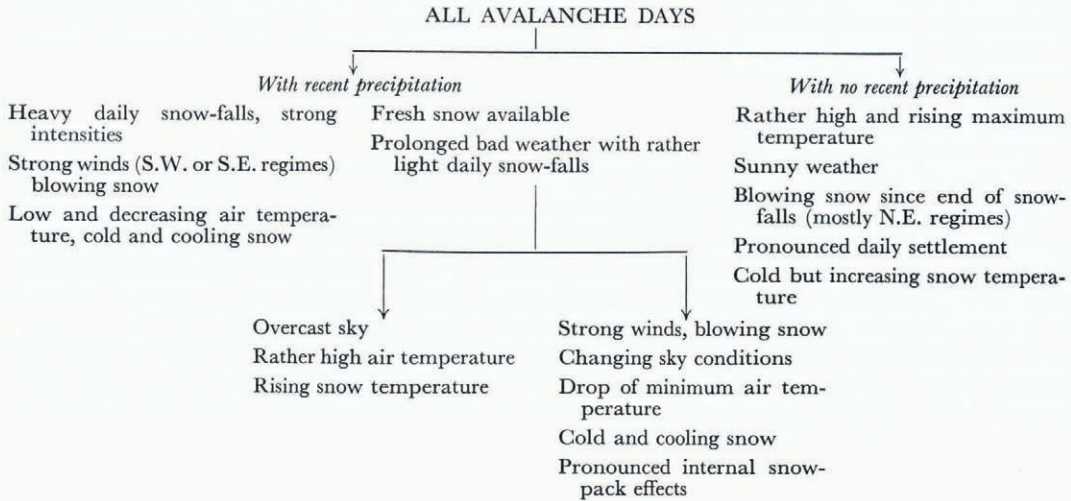 ALL AVALANCHE DAYS
With recent precipitation
Heavy daily snow-falls, strong
intensities
Strong winds (S.W. or S.E. regimes)
blowing snow
Low and decreasing air tempera-
ture, cold and cooling snow
Fresh snow available
Prolonged bad weather with rather
light daily snow-falls
With no recent precipitation
Rather high and rising maximum
temperature
Sunny weather
Blowing snow since end of snow-
falls (mostly N.E. regimes)
Pronounced daily settlement
Cold but increasing snow tempera-
ture
Overcast sky
Rather high air temperature
Rising snow temperature
Strong winds, blowing snow
Changing sky conditions
Drop of minimum air tem-
perature
Cold and cooling snow
Pronounced internal snow-
pack effects